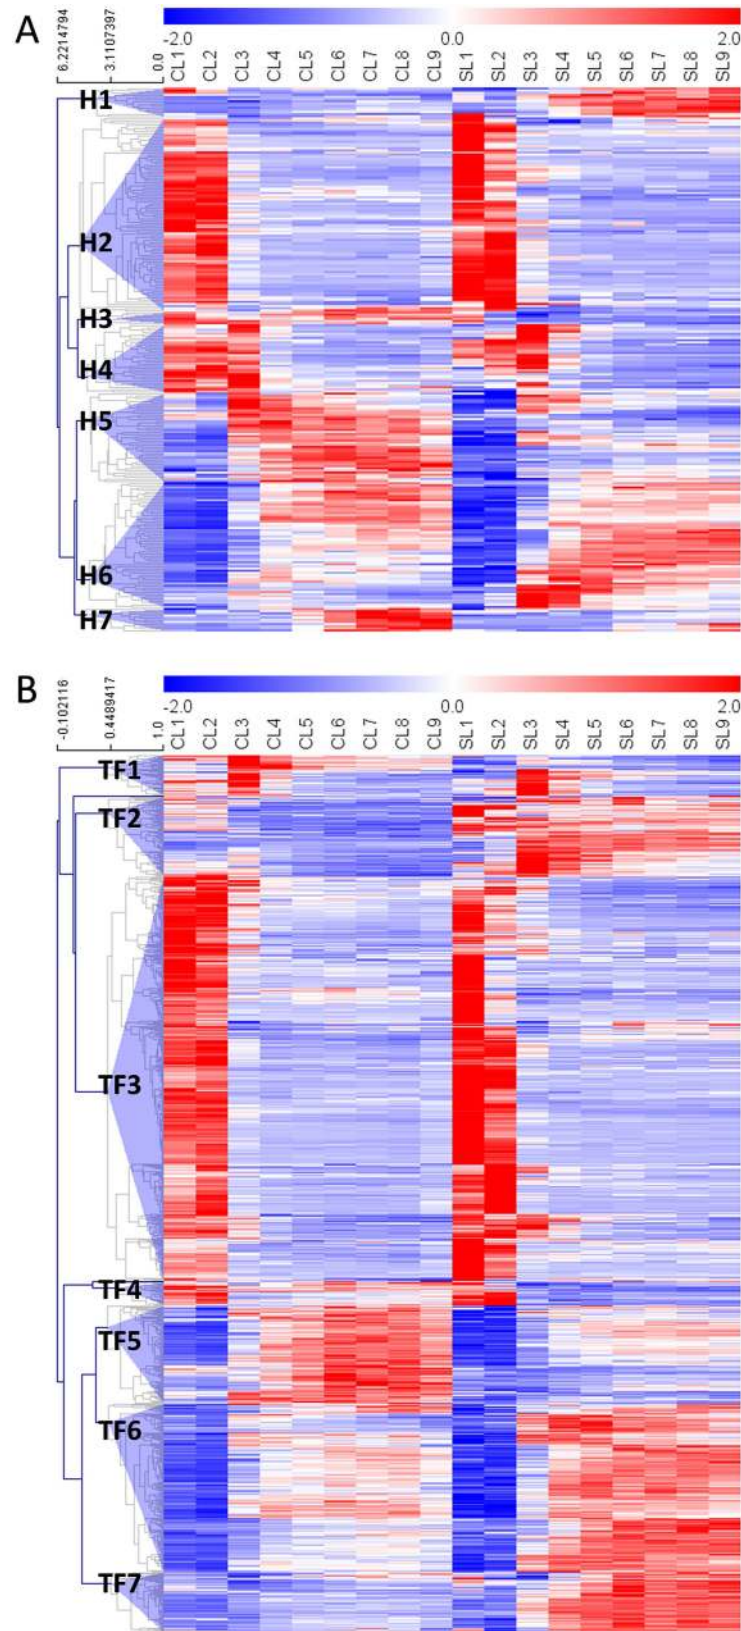 A
6.2214794
3.1107397
0.0
-2.0 0.0 2.0
CL1 CL2 CL3 CL4 CL5 CL6 CL7 CL8 CL9 SL1 SL2 SL3 SL4 SL5 SL6 SL7 SL8 SL9
H1
H2
H3
H4
H5
H6
H7
B
-0.102116
0.4489417
1.0
-2.0 0.0 2.0
CL1 CL2 CL3 CL4 CL5 CL6 CL7 CL8 CL9 SL1 SL2 SL3 SL4 SL5 SL6 SL7 SL8 SL9
TF1
TF2
TF3
TF4
TF5
TF6
TF7